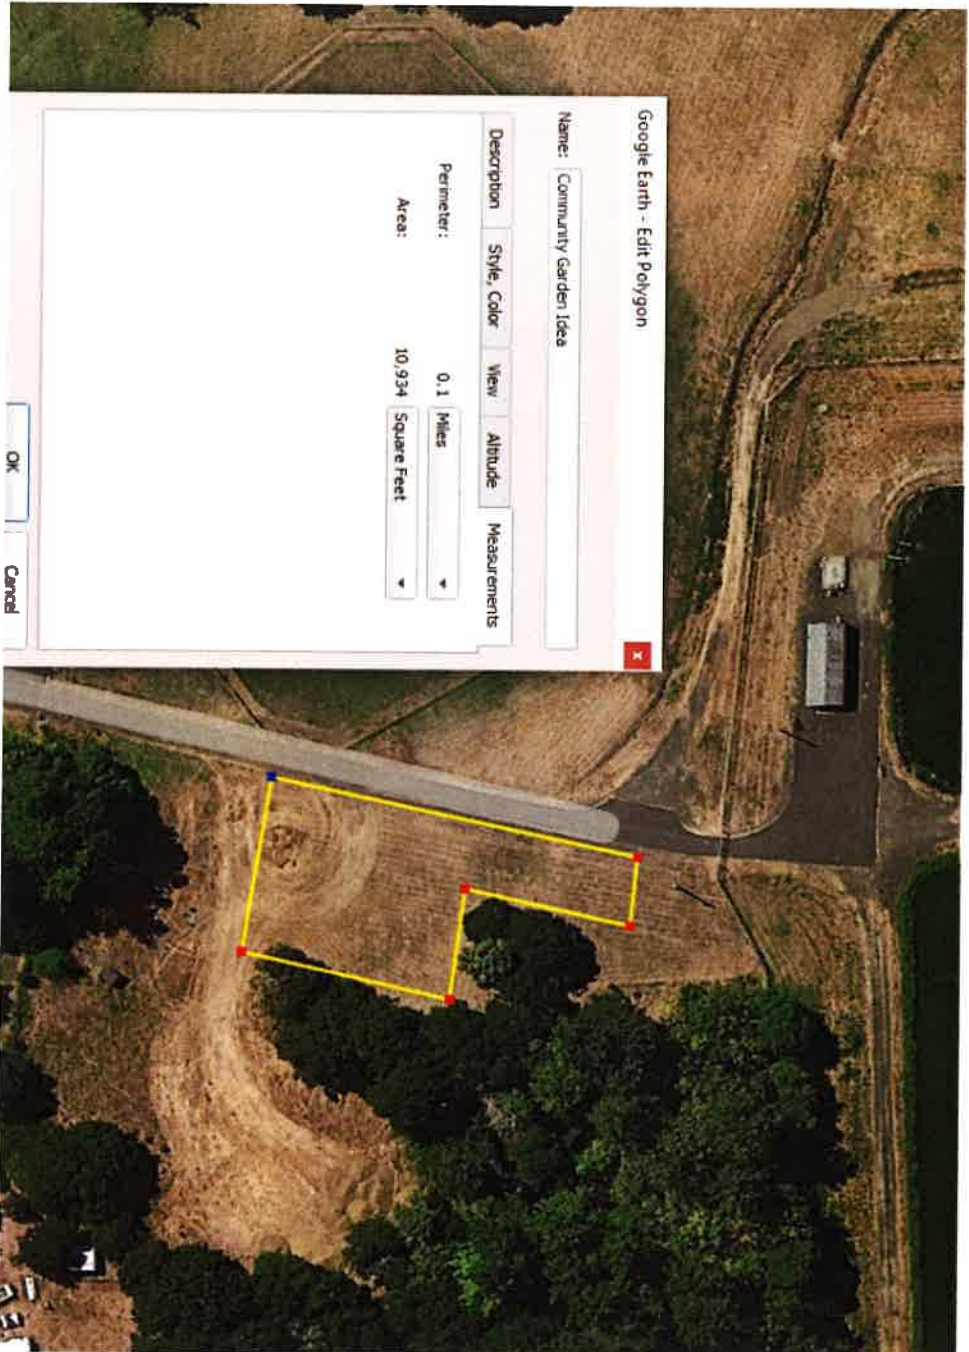 Google Earth - Edit Polygon
x
Name: Community Garden Idea
Description Style, Color View Altitude Measurements
Perimeter: 0.1 Miles
Area: 10,934 Square Feet
OK Cancel